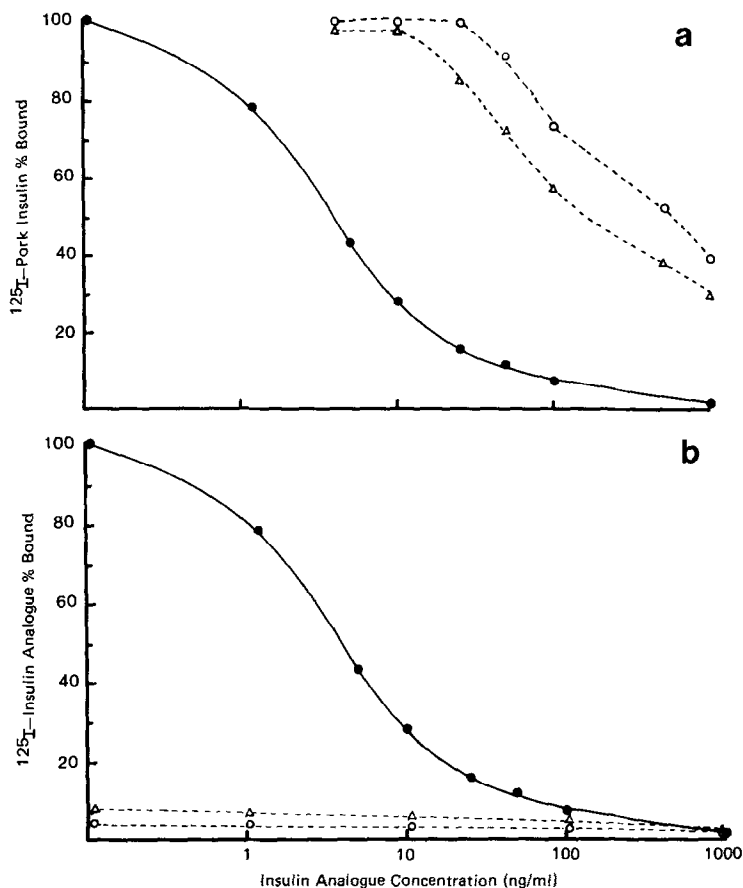 a
100
80
60
40
20
¹²⁵I–Pork Insulin % Bound
b
100
80
60
40
20
¹²⁵I–Insulin Analogue % Bound
1
10
100
1000
Insulin Analogue Concentration (ng/ml)